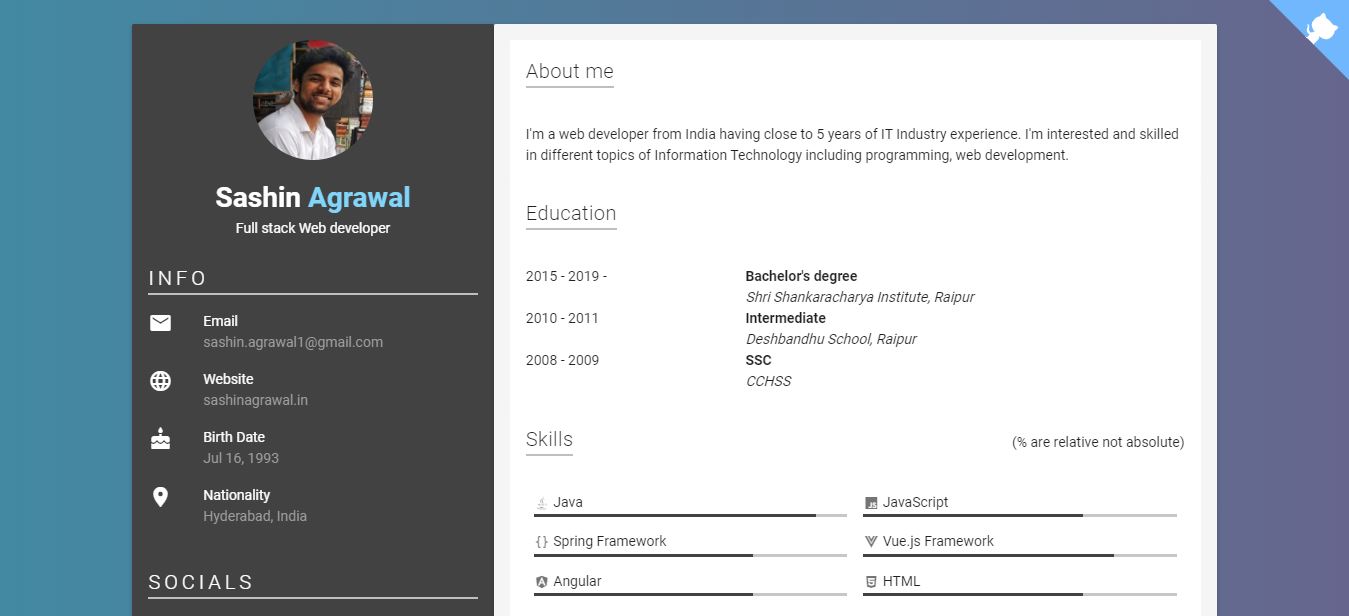 Sashin Agrawal
Full stack Web developer
INFO
Email
sashin.agrawal1@gmail.com
Website
sashinagrawal.in
Birth Date
Jul 16, 1993
Nationality
Hyderabad, India
SOCIALS
About me
I'm a web developer from India having close to 5 years of IT Industry experience. I'm interested and skilled
in different topics of Information Technology including programming, web development.
Education
2015 - 2019 - Bachelor's degree
Shri Shankaracharya Institute, Raipur
2010 - 2011 Intermediate
Deshbandhu School, Raipur
2008 - 2009 SSC
CCHSS
Skills (% are relative not absolute)
Java JavaScript
Spring Framework Vue.js Framework
Angular HTML